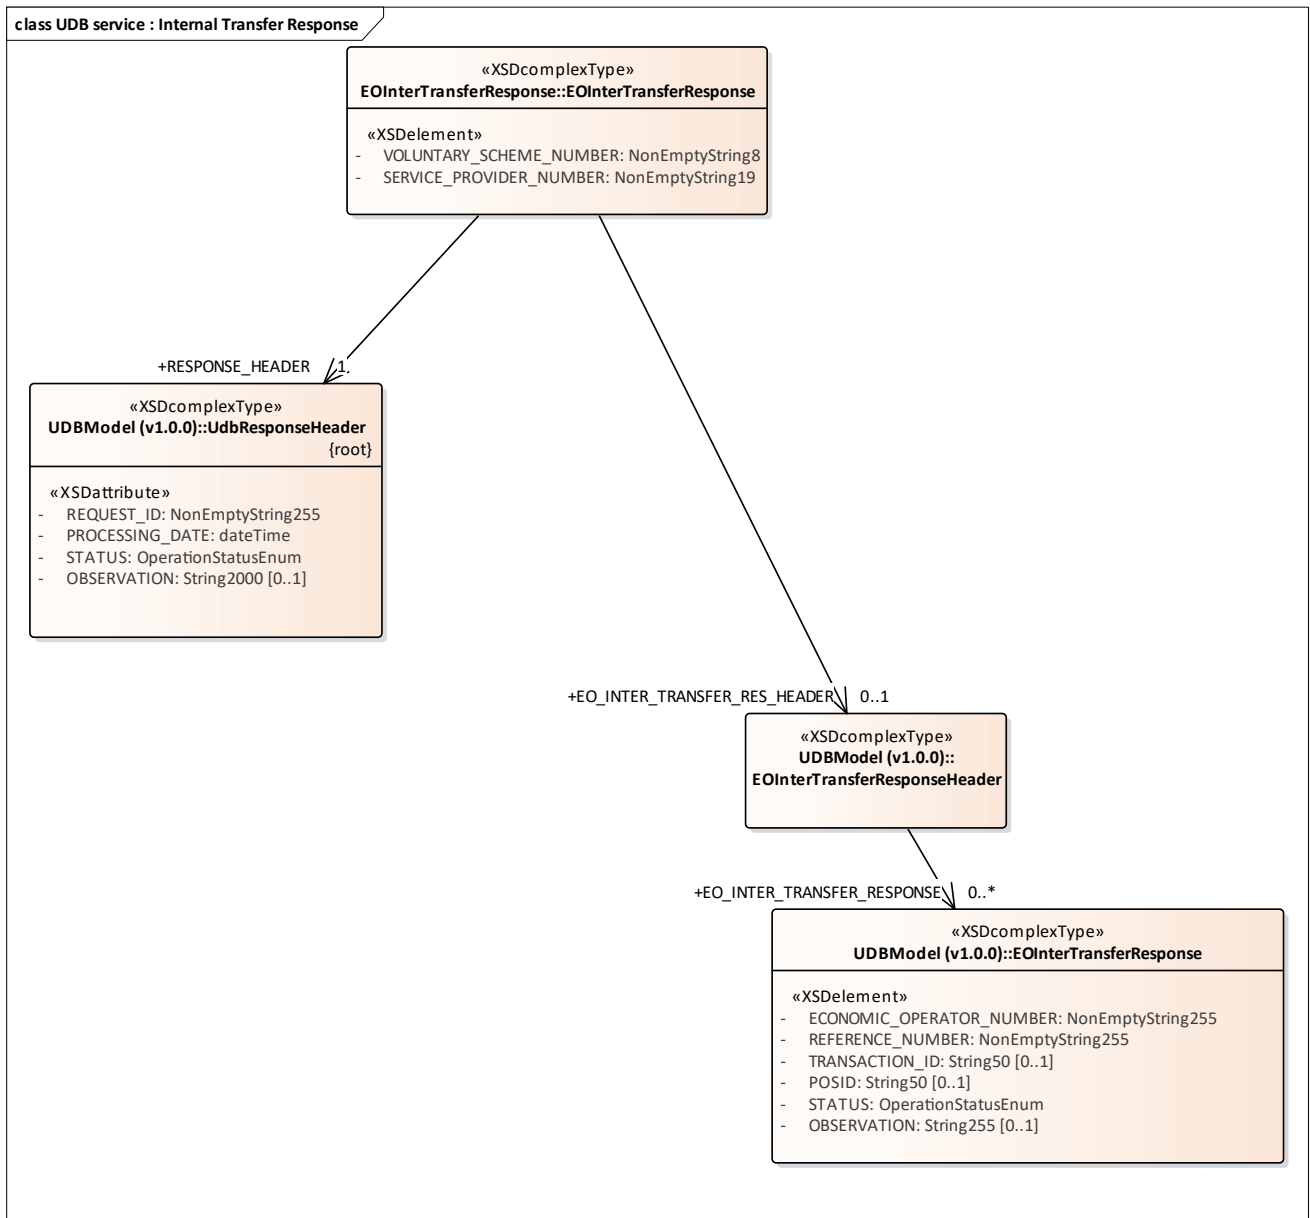 class UDB service : Internal Transfer Response
«XSDcomplexType»
EOInterTransferResponse::EOInterTransferResponse
«XSDelement»
- VOLUNTARY_SCHEME_NUMBER: NonEmptyString8
- SERVICE_PROVIDER_NUMBER: NonEmptyString19
+RESPONSE_HEADER 1,
«XSDcomplexType»
UDBModel (v1.0.0)::UdbResponseHeader
{root}
«XSDattribute»
- REQUEST_ID: NonEmptyString255
- PROCESSING_DATE: dateTime
- STATUS: OperationStatusEnum
- OBSERVATION: String2000 [0..1]
+EO_INTER_TRANSFER_RES_HEADER 0..1
«XSDcomplexType»
UDBModel (v1.0.0)::
EOInterTransferResponseHeader
+EO_INTER_TRANSFER_RESPONSE 0..*
«XSDcomplexType»
UDBModel (v1.0.0)::EOInterTransferResponse
«XSDelement»
- ECONOMIC_OPERATOR_NUMBER: NonEmptyString255
- REFERENCE_NUMBER: NonEmptyString255
- TRANSACTION_ID: String50 [0..1]
- POSID: String50 [0..1]
- STATUS: OperationStatusEnum
- OBSERVATION: String255 [0..1]